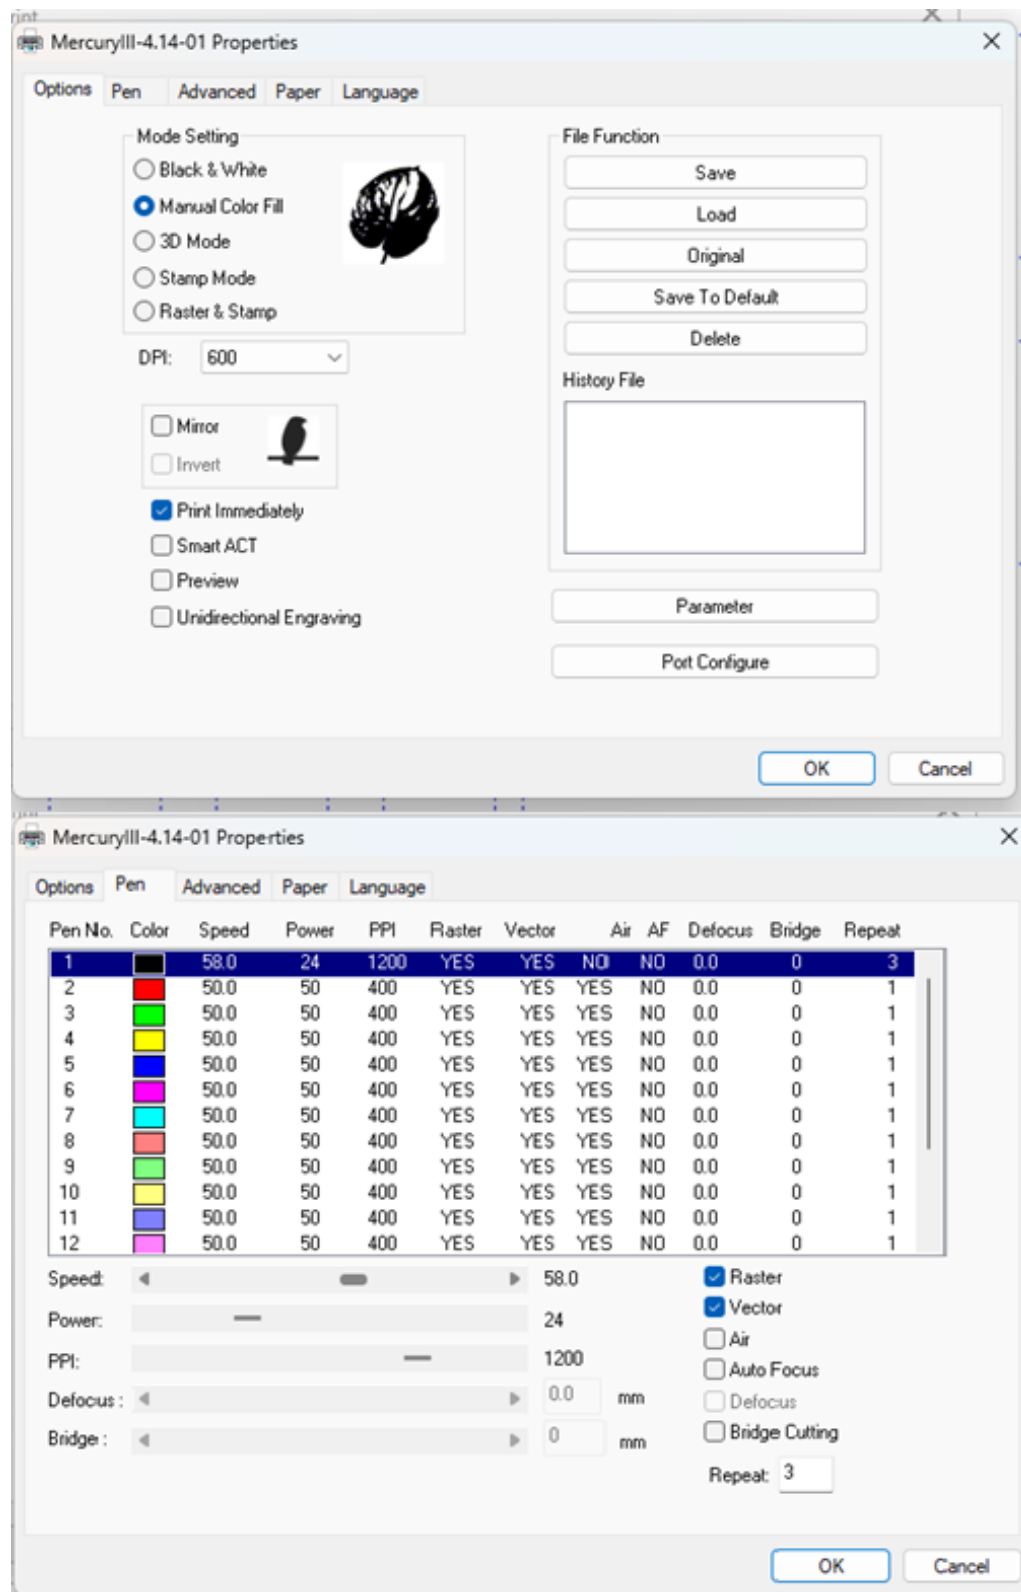 MercuryIII-4.14-01 Properties
Options Pen Advanced Paper Language
Mode Setting
Black & White
Manual Color Fill
3D Mode
Stamp Mode
Raster & Stamp
DPI: 600
Mirror
Invert
Print Immediately
Smart ACT
Preview
Unidirectional Engraving
File Function
Save
Load
Original
Save To Default
Delete
History File
Parameter
Port Configure
OK Cancel
MercuryIII-4.14-01 Properties
Options Pen Advanced Paper Language
Pen No. Color Speed Power PPI Raster Vector Air AF Defocus Bridge Repeat
1 58.0 24 1200 YES YES NO NO 0.0 0 3
2 50.0 50 400 YES YES YES NO 0.0 0 1
3 50.0 50 400 YES YES YES NO 0.0 0 1
4 50.0 50 400 YES YES YES NO 0.0 0 1
5 50.0 50 400 YES YES YES NO 0.0 0 1
6 50.0 50 400 YES YES YES NO 0.0 0 1
7 50.0 50 400 YES YES YES NO 0.0 0 1
8 50.0 50 400 YES YES YES NO 0.0 0 1
9 50.0 50 400 YES YES YES NO 0.0 0 1
10 50.0 50 400 YES YES YES NO 0.0 0 1
11 50.0 50 400 YES YES YES NO 0.0 0 1
12 50.0 50 400 YES YES YES NO 0.0 0 1
Speed: 58.0
Power: 24
PPI: 1200
Defocus : 0.0 mm
Bridge : 0 mm
Raster
Vector
Air
Auto Focus
Defocus
Bridge Cutting
Repeat: 3
OK Cancel